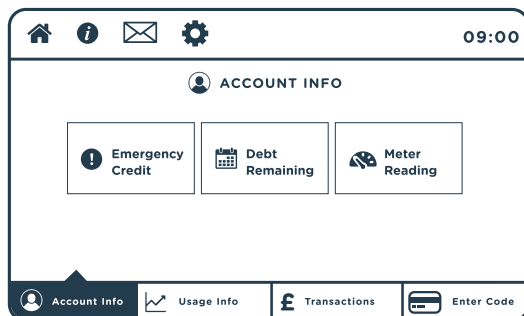 09:00
ACCOUNT INFO
Emergency
Credit
Debt
Remaining
Meter
Reading
Account Info
Usage Info
£ Transactions
Enter Code